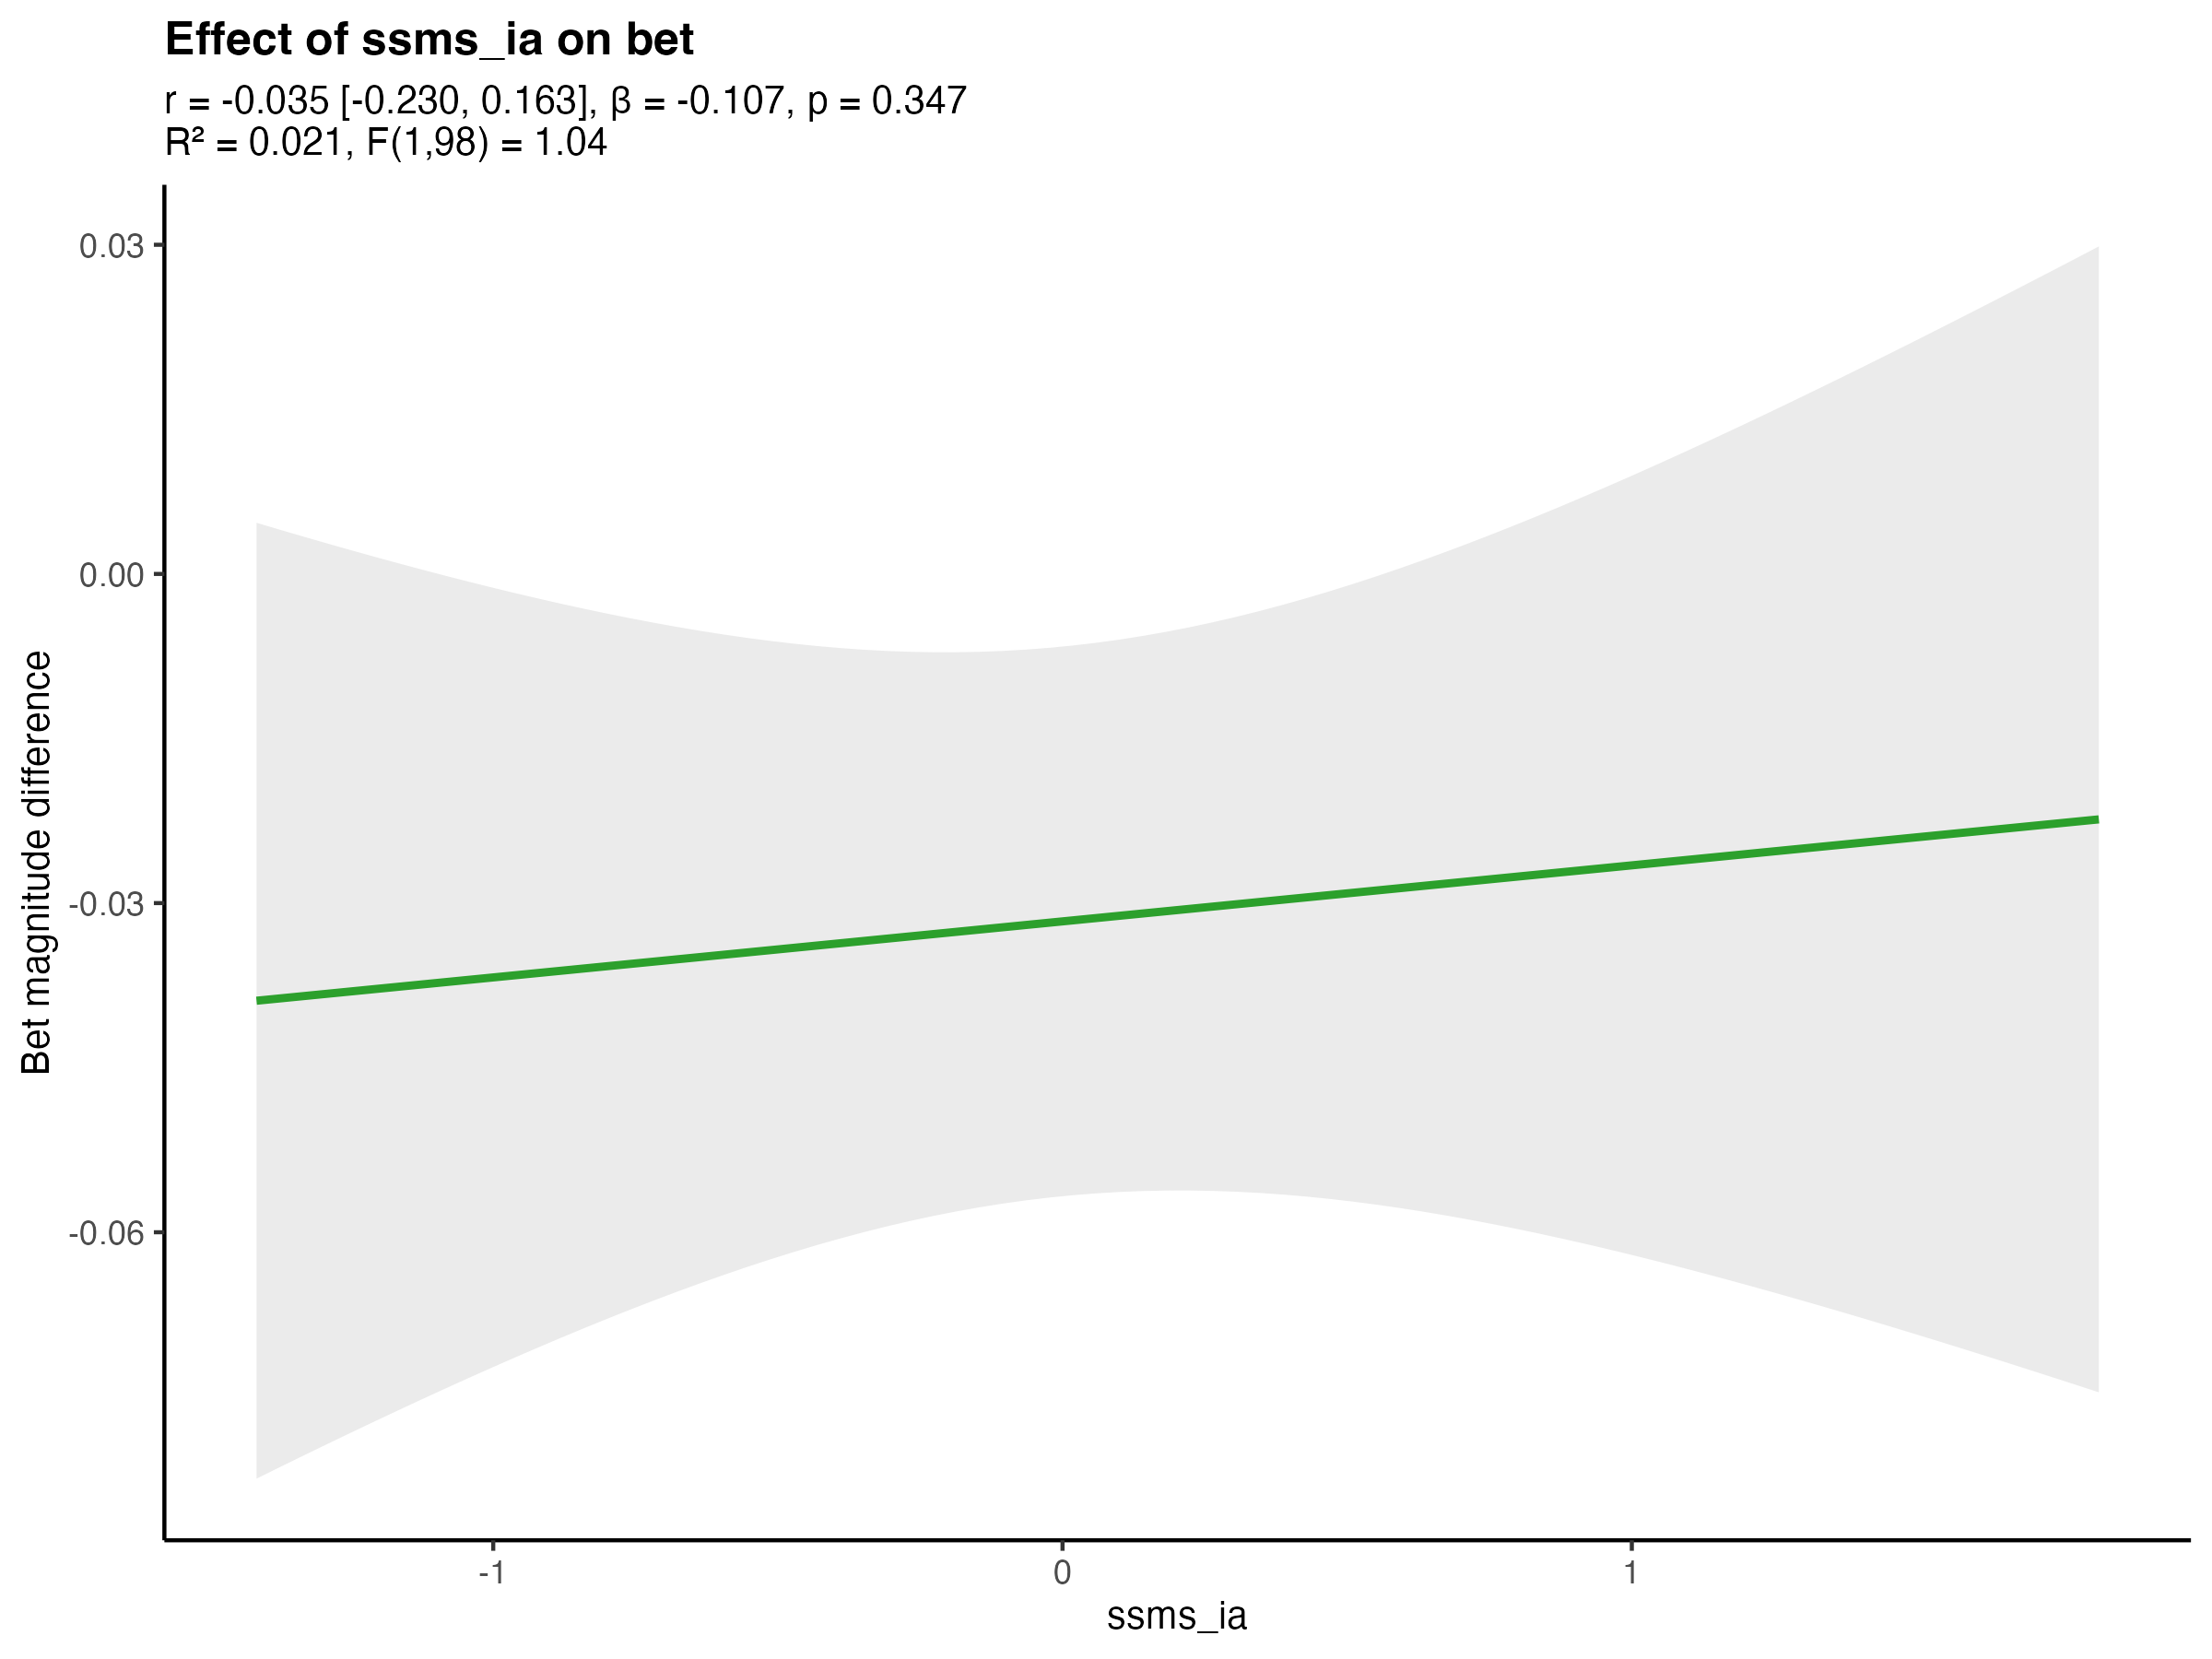 Effect of ssms_ia on bet
r = -0.035 [-0.230, 0.163], β = -0.107, p = 0.347
R² = 0.021, F(1,98) = 1.04
0.03
0.00
-0.03
-0.06
Bet magnitude difference
-1
0
1
ssms_ia